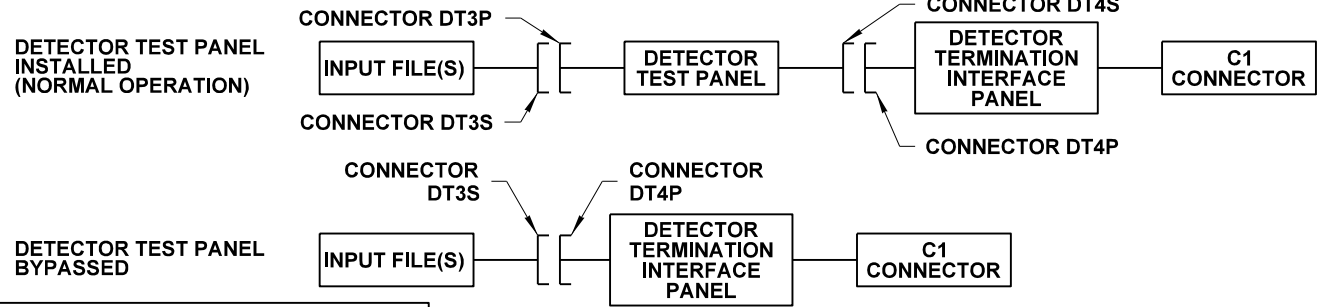 CONNECTOR DT3P
CONNECTOR DT4S
DETECTOR TEST PANEL
INSTALLED
(NORMAL OPERATION)
INPUT FILE(S)
DETECTOR
TEST PANEL
DETECTOR
TERMINATION
INTERFACE
PANEL
C1
CONNECTOR
CONNECTOR DT3S
CONNECTOR DT4P
CONNECTOR
DT3S
CONNECTOR
DT4P
DETECTOR TEST PANEL
BYPASSED
INPUT FILE(S)
DETECTOR
TERMINATION
INTERFACE
PANEL
C1
CONNECTOR